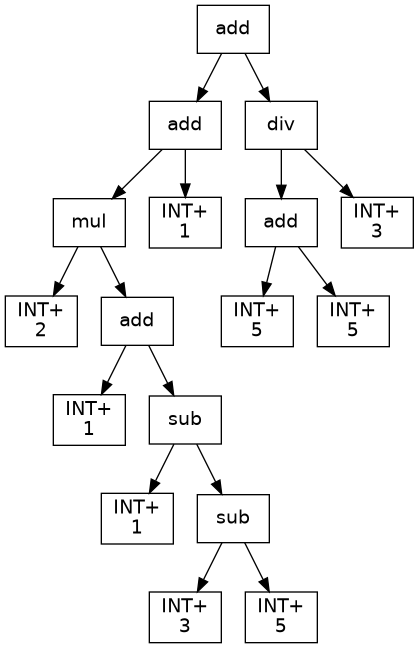 add
add
div
mul
INT+
1
add
INT+
3
INT+
2
add
INT+
5
INT+
5
INT+
1
sub
INT+
1
sub
INT+
3
INT+
5